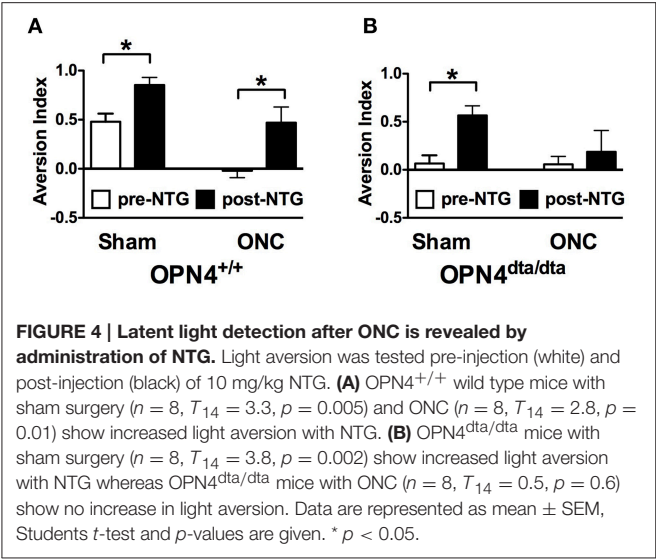 A
B
*
*
*
Aversion Index
1.0
0.5
0.0
-0.5
pre-NTG post-NTG
Sham ONC
OPN4+/+
Aversion Index
1.0
0.5
0.0
-0.5
pre-NTG post-NTG
Sham ONC
OPN4dta/dta
FIGURE 4 | Latent light detection after ONC is revealed by
administration of NTG. Light aversion was tested pre-injection (white) and
post-injection (black) of 10 mg/kg NTG. (A) OPN4+/+ wild type mice with
sham surgery (n = 8, T14 = 3.3, p = 0.005) and ONC (n = 8, T14 = 2.8, p =
0.01) show increased light aversion with NTG. (B) OPN4dta/dta mice with
sham surgery (n = 8, T14 = 3.8, p = 0.002) show increased light aversion
with NTG whereas OPN4dta/dta mice with ONC (n = 8, T14 = 0.5, p = 0.6)
show no increase in light aversion. Data are represented as mean ± SEM,
Students t-test and p-values are given. * p < 0.05.